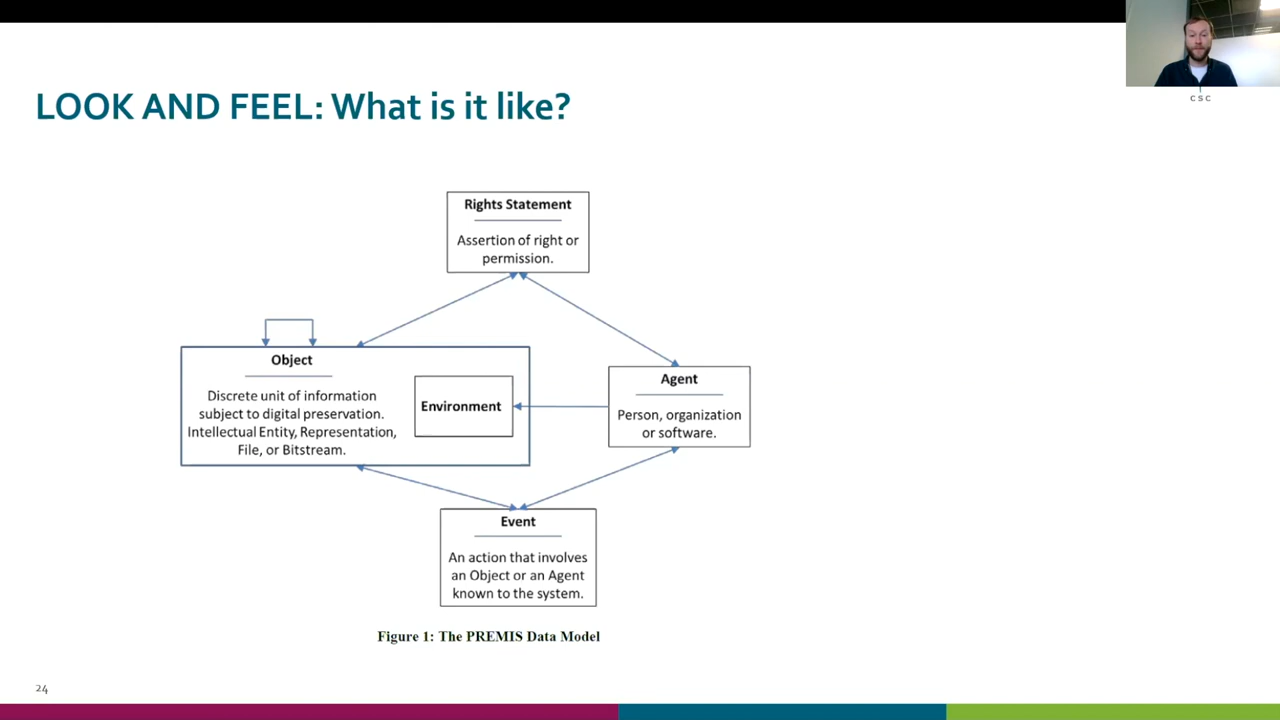 CSC
LOOK AND FEEL: What is it like?
Rights Statement
Assertion of right or
permission.
Object
Discrete unit of information
subject to digital preservation.
Intellectual Entity, Representation,
File, or Bitstream.
Environment
Agent
Person, organization
or software.
Event
An action that involves
an Object or an Agent
known to the system.
Figure 1: The PREMIS Data Model
24